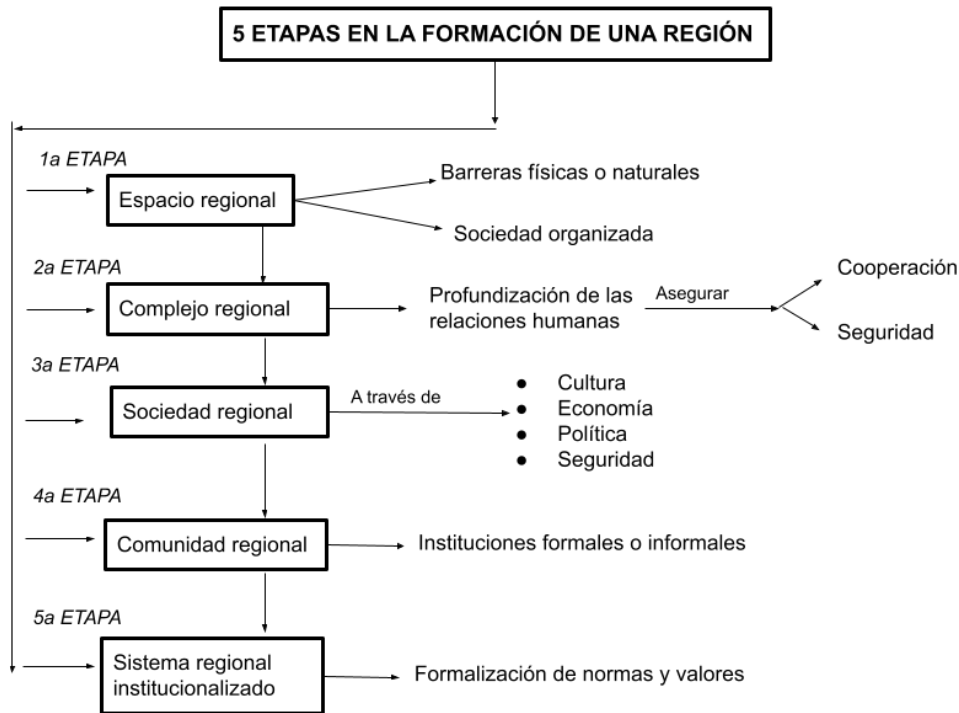 5 ETAPAS EN LA FORMACIÓN DE UNA REGIÓN
1a ETAPA
Espacio regional
Barreras físicas o naturales
Sociedad organizada
2a ETAPA
Complejo regional
Profundización de las
relaciones humanas
Asegurar
Cooperación
Seguridad
3a ETAPA
Sociedad regional
A través de
● Cultura
● Economía
● Política
● Seguridad
4a ETAPA
Comunidad regional
Instituciones formales o informales
5a ETAPA
Sistema regional
institucionalizado
Formalización de normas y valores